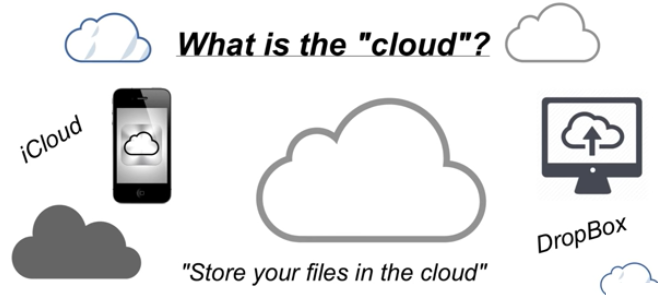 What is the "cloud"?
iCloud
DropBox
"Store your files in the cloud"